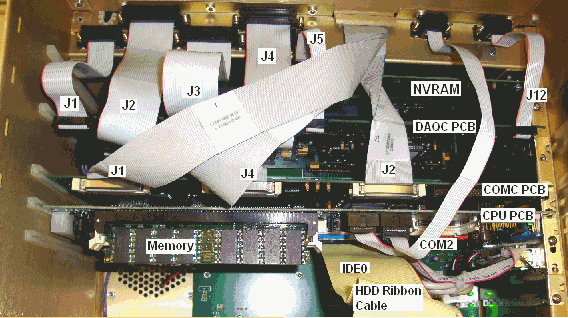 J5
J4
J1
J2
J3
NVRAM
J12
DAQC PCB
J1
J4
J2
COMC PCB
CPU PCB
Memory
COM2
IDE0
HDD Ribbon
Cable